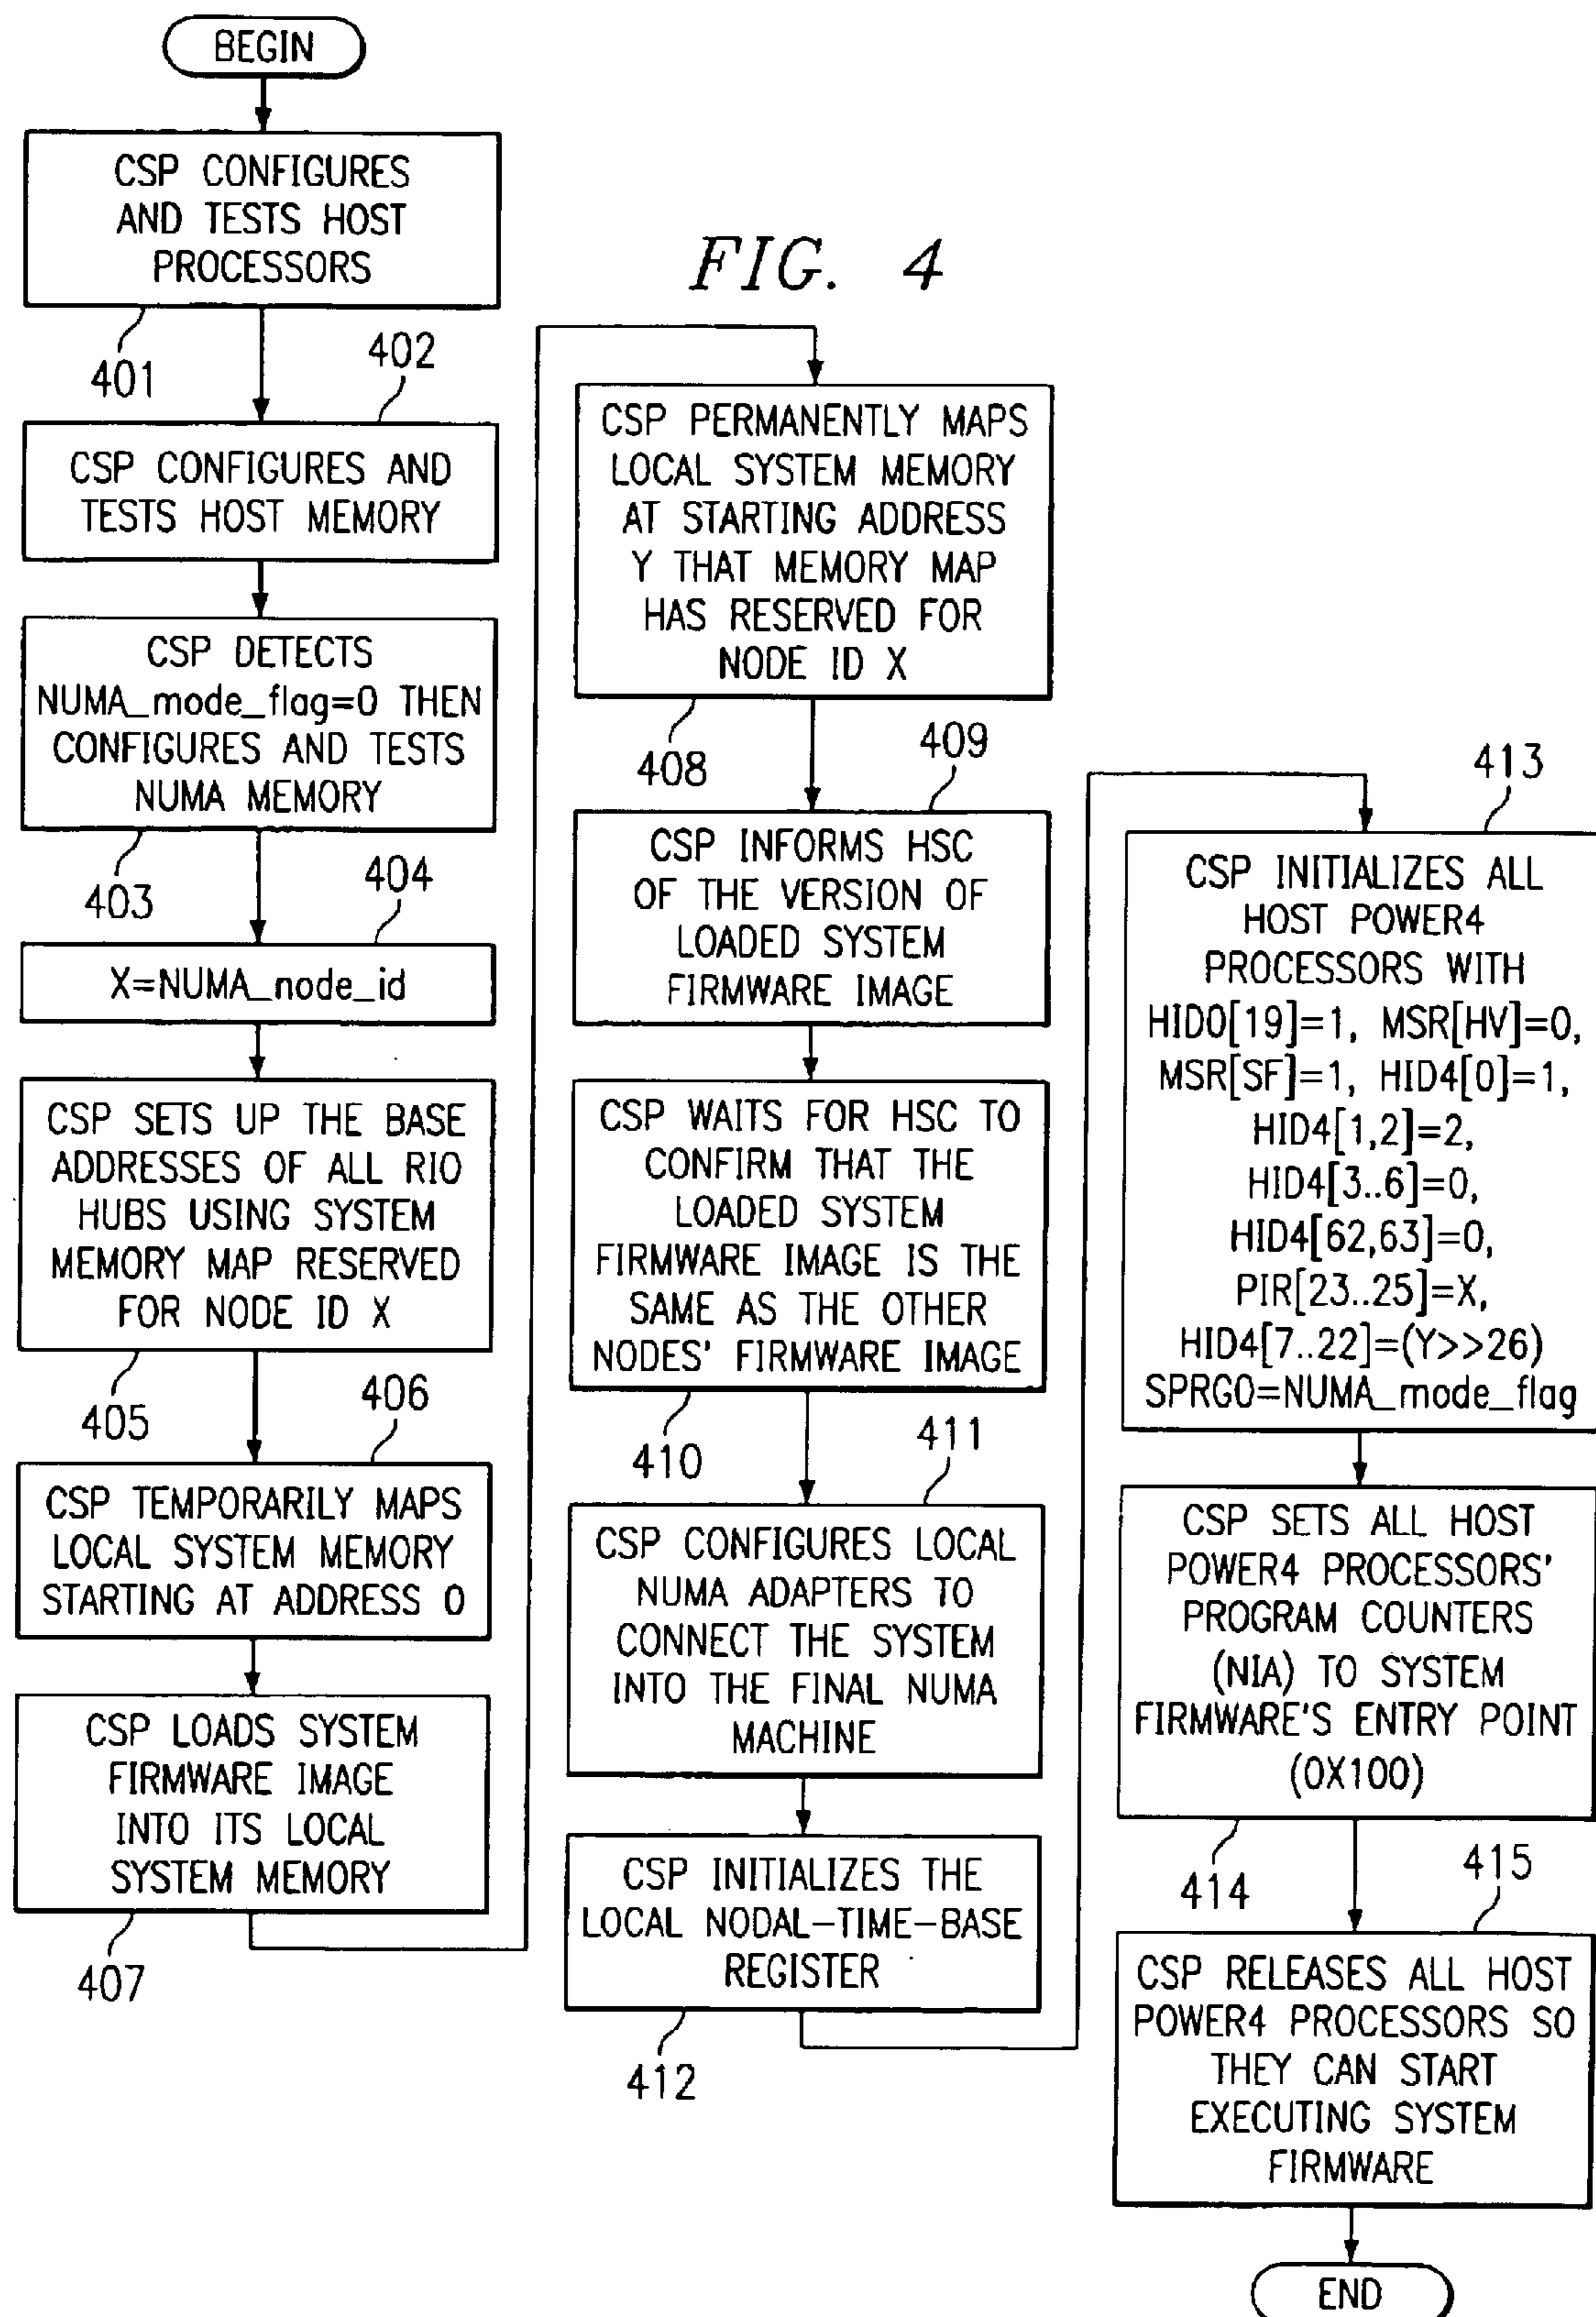 BEGIN
CSP CONFIGURES
AND TESTS HOST
PROCESSORS
401
402
CSP CONFIGURES AND
TESTS HOST MEMORY
CSP DETECTS
NUMA_mode_flag=0 THEN
CONFIGURES AND TESTS
NUMA MEMORY
403
404
X=NUMA_node_id
CSP SETS UP THE BASE
ADDRESSES OF ALL RIO
HUBS USING SYSTEM
MEMORY MAP RESERVED
FOR NODE ID X
405
406
CSP TEMPORARILY MAPS
LOCAL SYSTEM MEMORY
STARTING AT ADDRESS 0
CSP LOADS SYSTEM
FIRMWARE IMAGE
INTO ITS LOCAL
SYSTEM MEMORY
407
FIG. 4
CSP PERMANENTLY MAPS
LOCAL SYSTEM MEMORY
AT STARTING ADDRESS
Y THAT MEMORY MAP
HAS RESERVED FOR
NODE ID X
408
409
CSP INFORMS HSC
OF THE VERSION OF
LOADED SYSTEM
FIRMWARE IMAGE
CSP WAITS FOR HSC TO
CONFIRM THAT THE
LOADED SYSTEM
FIRMWARE IMAGE IS THE
SAME AS THE OTHER
NODES' FIRMWARE IMAGE
410
411
CSP CONFIGURES LOCAL
NUMA ADAPTERS TO
CONNECT THE SYSTEM
INTO THE FINAL NUMA
MACHINE
CSP INITIALIZES THE
LOCAL NODAL-TIME-BASE
REGISTER
412
413
CSP INITIALIZES ALL
HOST POWER4
PROCESSORS WITH
HID0[19]=1, MSR[HV]=0,
MSR[SF]=1, HID4[0]=1,
HID4[1,2]=2,
HID4[3..6]=0,
HID4[62,63]=0,
PIR[23..25]=X,
HID4[7..22]=(Y>>26)
SPRG0=NUMA_mode_flag
CSP SETS ALL HOST
POWER4 PROCESSORS'
PROGRAM COUNTERS
(NIA) TO SYSTEM
FIRMWARE'S ENTRY POINT
(0X100)
414
415
CSP RELEASES ALL HOST
POWER4 PROCESSORS SO
THEY CAN START
EXECUTING SYSTEM
FIRMWARE
END